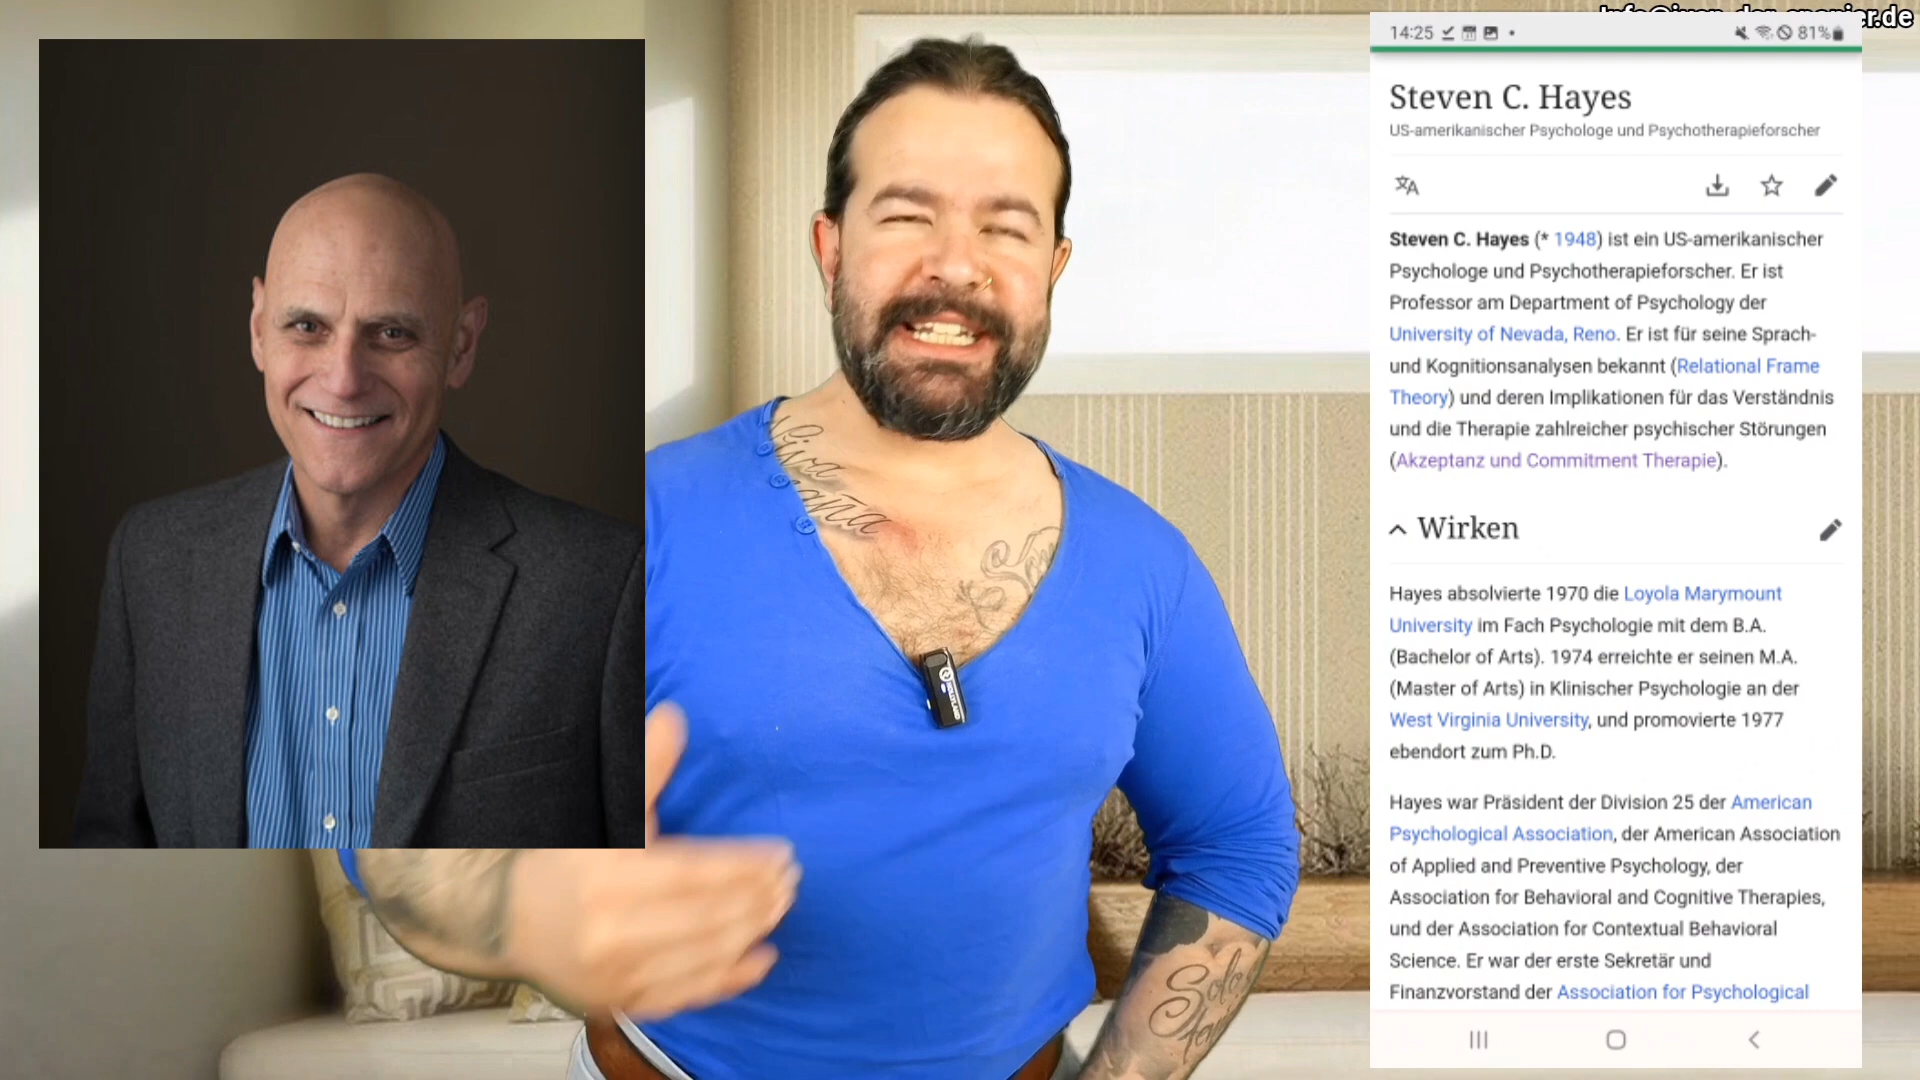 14:25
81%
Steven C. Hayes
US-amerikanischer Psychologe und Psychotherapieforscher
Steven C. Hayes (* 1948) ist ein US-amerikanischer
Psychologe und Psychotherapieforscher. Er ist
Professor am Department of Psychology der
University of Nevada, Reno. Er ist für seine Sprach-
und Kognitionsanalysen bekannt (Relational Frame
Theory) und deren Implikationen für das Verständnis
und die Therapie zahlreicher psychischer Störungen
(Akzeptanz und Commitment Therapie).
Wirken
Hayes absolvierte 1970 die Loyola Marymount
University im Fach Psychologie mit dem B.A.
(Bachelor of Arts). 1974 erreichte er seinen M.A.
(Master of Arts) in Klinischer Psychologie an der
West Virginia University, und promovierte 1977
ebendort zum Ph.D.
Hayes war Präsident der Division 25 der American
Psychological Association, der American Association
of Applied and Preventive Psychology, der
Association for Behavioral and Cognitive Therapies,
und der Association for Contextual Behavioral
Science. Er war der erste Sekretär und
Finanzvorstand der Association for Psychological
HOLLYLAND
Solo